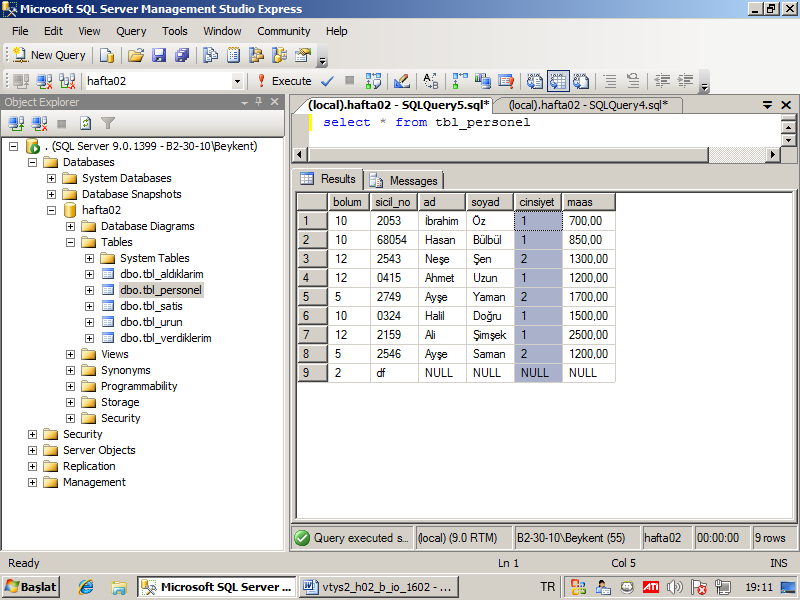 Microsoft SQL Server Management Studio Express
File Edit View Query Tools Window Community Help
New Query
hafta02 Execute
Object Explorer
(local).hafta02 - SQLQuery5.sql* (local).hafta02 - SQLQuery4.sql*
select * from tbl_personel
. (SQL Server 9.0.1399 - B2-30-10\Beykent)
Databases
System Databases
Database Snapshots
hafta02
Database Diagrams
Tables
System Tables
dbo.tbl_aldıklarim
dbo.tbl_personel
dbo.tbl_satis
dbo.tbl_urun
dbo.tbl_verdiklerim
Views
Synonyms
Programmability
Storage
Security
Security
Server Objects
Replication
Management
Results Messages
bolum sicil_no ad soyad cinsiyet maas
1 10 2053 İbrahim Öz 1 700,00
2 10 68054 Hasan Bülbül 1 850,00
3 12 2543 Neşe Şen 2 1300,00
4 12 0415 Ahmet Uzun 1 1200,00
5 5 2749 Ayşe Yaman 2 1700,00
6 10 0324 Halil Doğru 1 1500,00
7 12 2159 Ali Şimşek 1 2500,00
8 5 2546 Ayşe Saman 2 1200,00
9 2 df NULL NULL NULL NULL
Query executed s... (local) (9.0 RTM) B2-30-10\Beykent (55) hafta02 00:00:00 9 rows
Ready Ln 1 Col 5 INS
Başlat Microsoft SQL Server ... vtys2_h02_b_io_1602 - ... TR ATI 19:11